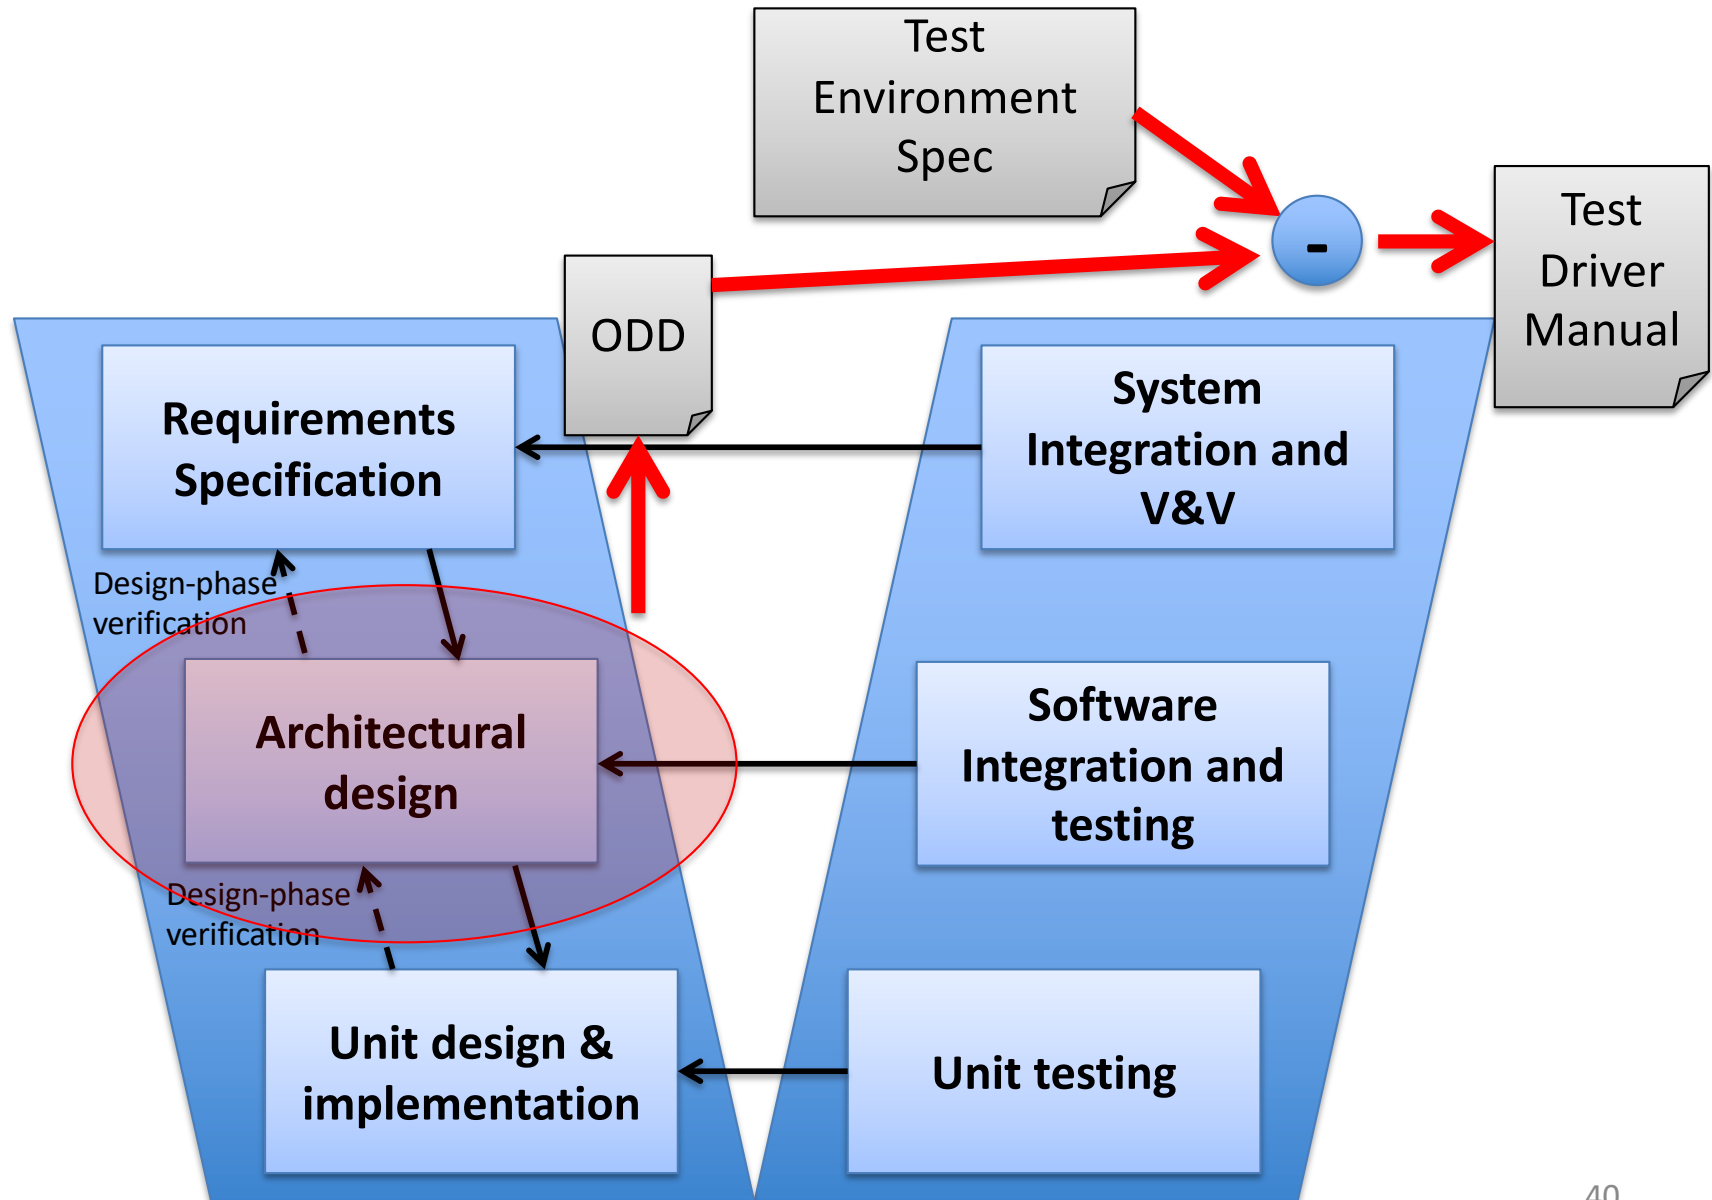 Test
Environment
Spec
-
Test
Driver
Manual
ODD
Requirements
Specification
System
Integration and
V&V
Design-phase
verification
Architectural
design
Software
Integration and
testing
Design-phase
verification
Unit design &
implementation
Unit testing
40